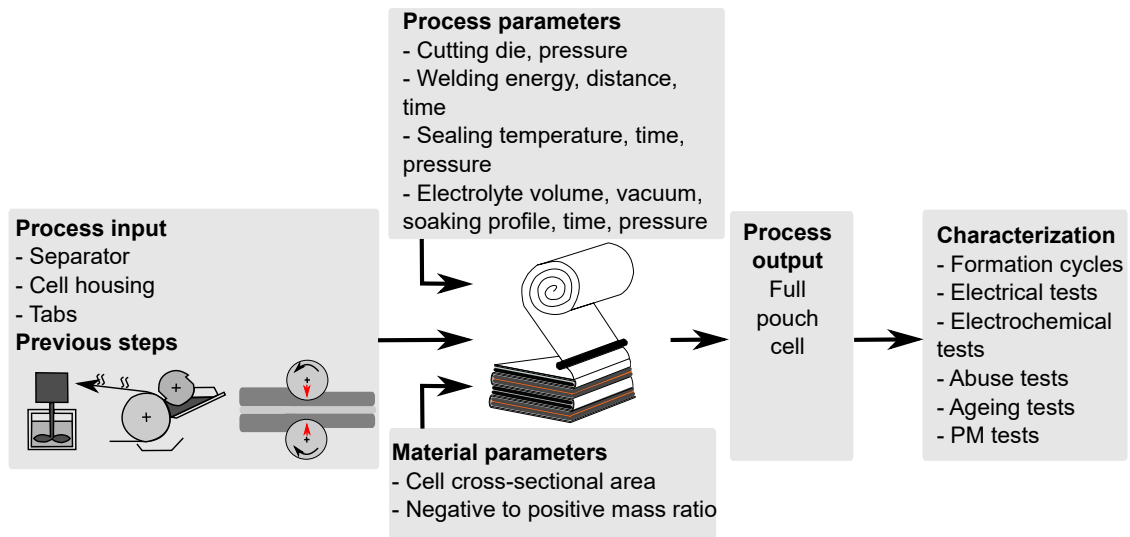 Process parameters
- Cutting die, pressure
- Welding energy, distance,
time
- Sealing temperature, time,
pressure
- Electrolyte volume, vacuum,
soaking profile, time, pressure
Process input
- Separator
- Cell housing
- Tabs
Previous steps
Material parameters
- Cell cross-sectional area
- Negative to positive mass ratio
Process
output
Full
pouch
cell
Characterization
- Formation cycles
- Electrical tests
- Electrochemical
tests
- Abuse tests
- Ageing tests
- PM tests